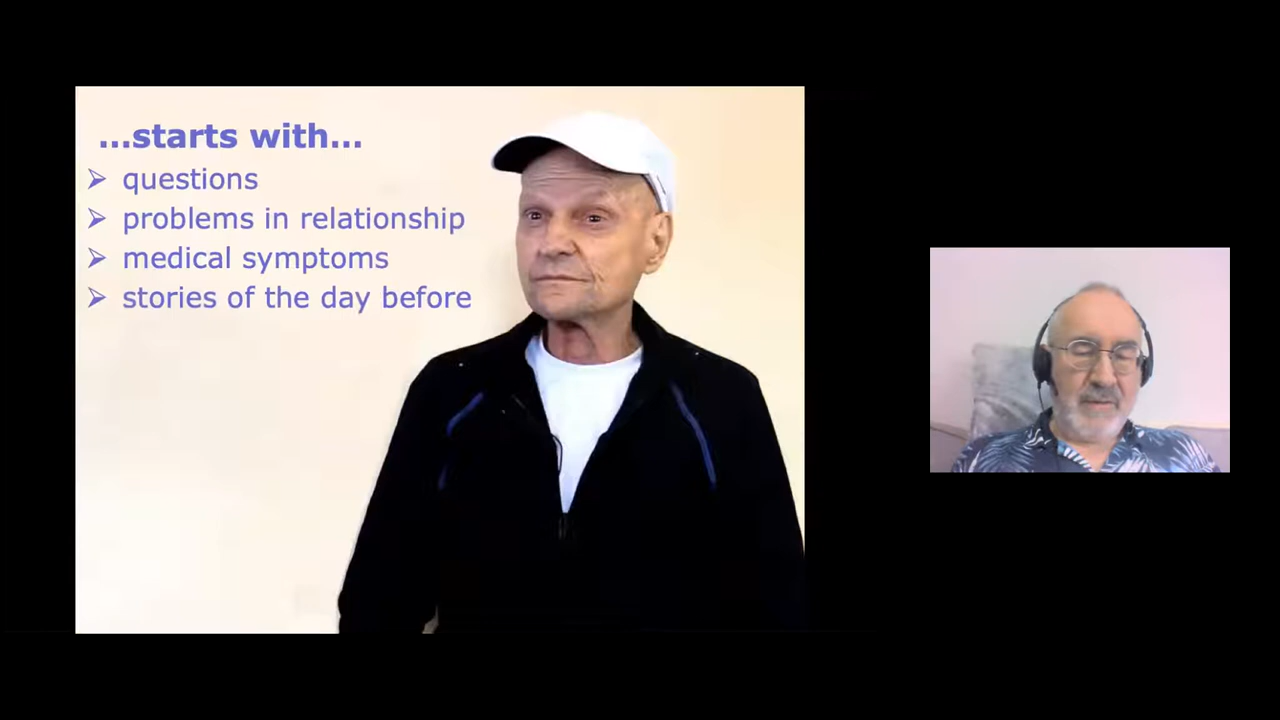 ...starts with...
➢ questions
➢ problems in relationship
➢ medical symptoms
➢ stories of the day before